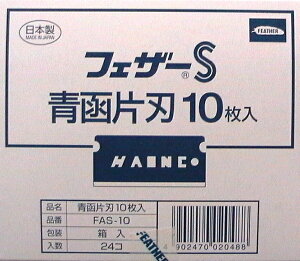 日本製
MADE IN JAPAN
FEATHER
フェザー®S
青函片刃10枚入
品名 青函片刃10枚入
品番 FAS-10
包装 箱入
入数 24コ
FEATHER
4902470020488